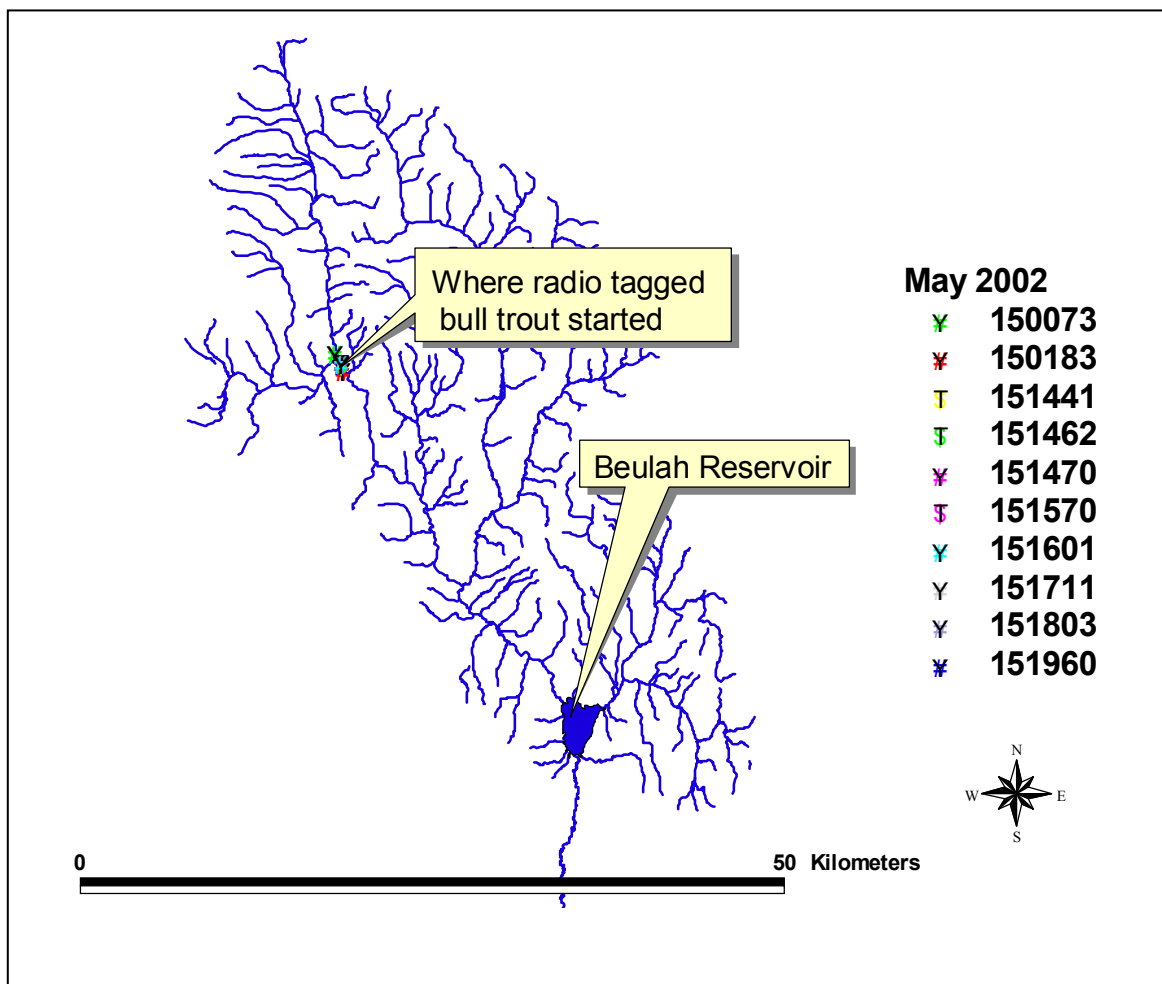 Where radio tagged
bull trout started
Beulah Reservoir
May 2002
Y 150073
Y 150183
T 151441
T 151462
Y 151470
T 151570
Y 151601
Y 151711
Y 151803
Y 151960
N
W E
S
0 50 Kilometers